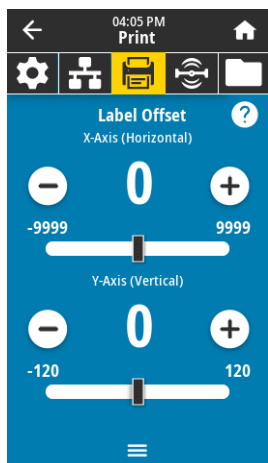 04:05 PM
Print
Label Offset
?
X-Axis (Horizontal)
0
-9999 9999
Y-Axis (Vertical)
0
-120 120